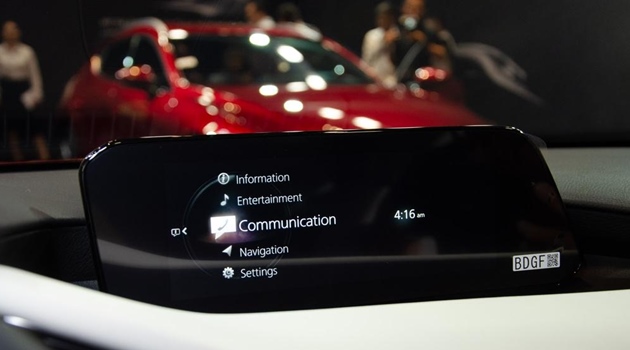 Information
Entertainment
Communication
4:16 am
Navigation
Settings
BDGF